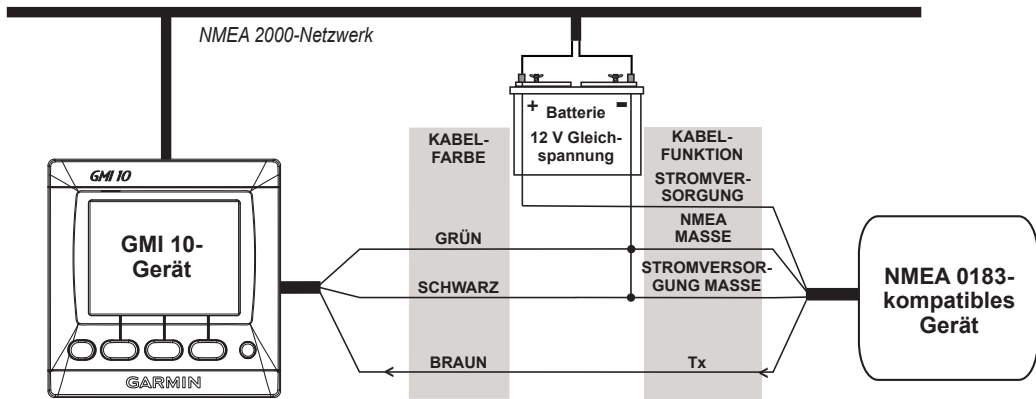 NMEA 2000-Netzwerk
+ Batterie -
12 V Gleich-
spannung
KABEL-
FARBE
KABEL-
FUNKTION
STROMVER-
SORGUNG
GMI 10
GMI 10-
Gerät
GRÜN
NMEA
MASSE
SCHWARZ
STROMVERSOR-
GUNG MASSE
BRAUN
Tx
NMEA 0183-
kompatibles
Gerät
GARMIN